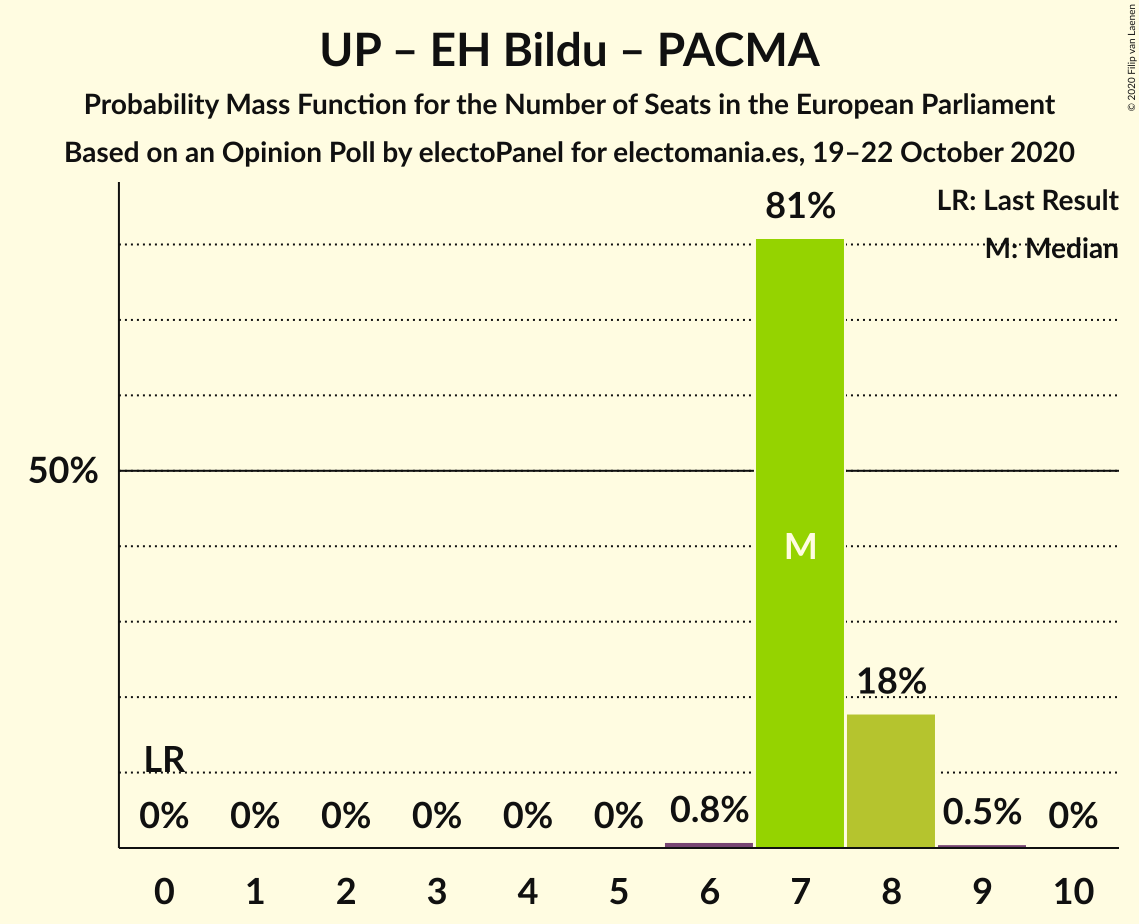 UP – EH Bildu – PACMA
Probability Mass Function for the Number of Seats in the European Parliament
Based on an Opinion Poll by electoPanel for electomania.es, 19–22 October 2020
© 2020 Filip van Laenen
LR: Last Result
M: Median
81%
50%
M
18%
LR
0% 0% 0% 0% 0% 0% 0.8% 0.5% 0%
0 1 2 3 4 5 6 7 8 9 10